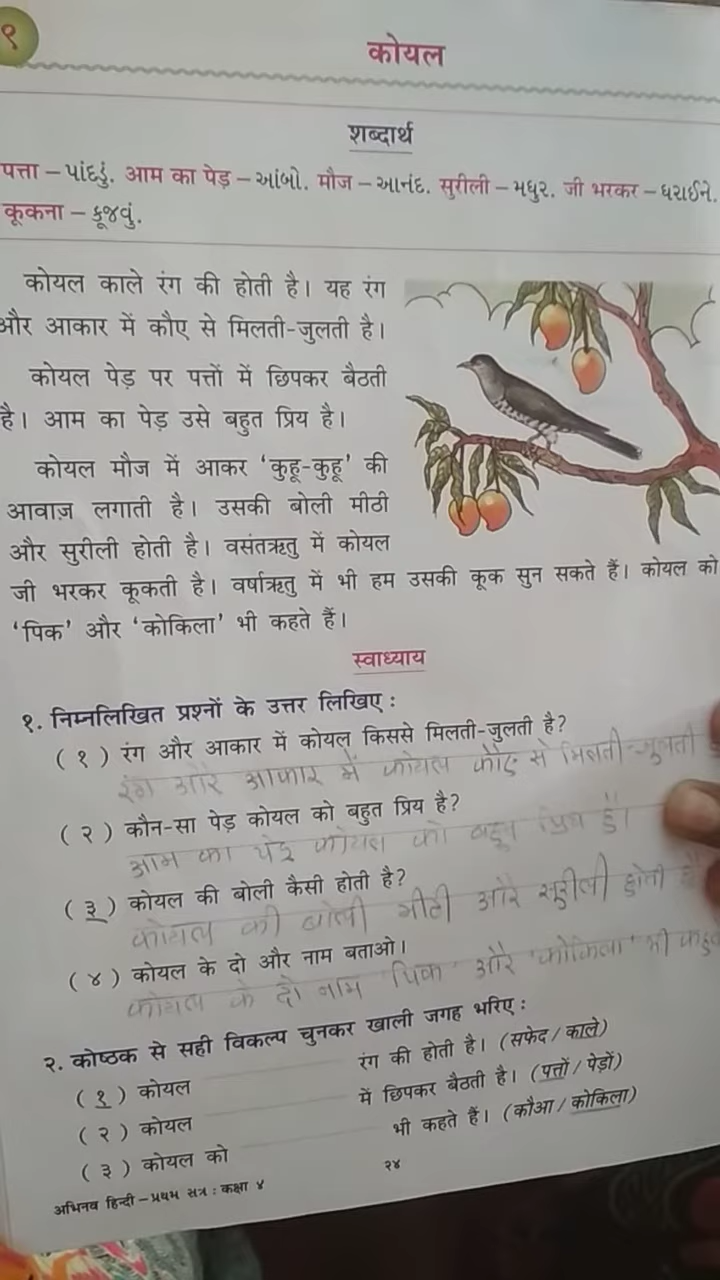 ९
कोयल
शब्दार्थ
पत्ता – પાંદડું. आम का पेड़ – આંબો. मौज – આનંદ. सुरीली – મધુર. जी भरकर – ધરાઈને.
कूकना – કૂજવું.
कोयल काले रंग की होती है। यह रंग
और आकार में कौए से मिलती-जुलती है।
कोयल पेड़ पर पत्तों में छिपकर बैठती
है। आम का पेड़ उसे बहुत प्रिय है।
कोयल मौज में आकर ‘कुहू-कुहू’ की
आवाज़ लगाती है। उसकी बोली मीठी
और सुरीली होती है। वसंतऋतु में कोयल
जी भरकर कूकती है। वर्षाऋतु में भी हम उसकी कूक सुन सकते हैं। कोयल को
‘पिक’ और ‘कोकिला’ भी कहते हैं।
स्वाध्याय
१. निम्नलिखित प्रश्नों के उत्तर लिखिए :
( १ ) रंग और आकार में कोयल किससे मिलती-जुलती है?
रंग और आकार में कोयल कौए से मिलती-जुलती
( २ ) कौन-सा पेड़ कोयल को बहुत प्रिय है?
आम का पेड़ कोयल को बहुत प्रिय है।
( ३ ) कोयल की बोली कैसी होती है?
कोयल की बोली मीठी और सुरीली होती है
( ४ ) कोयल के दो और नाम बताओ।
कोयल के दो नाम 'पिक' और 'कोकिला' भी
२. कोष्ठक से सही विकल्प चुनकर खाली जगह भरिए :
( १ ) कोयल रंग की होती है। (सफेद / काले)
( २ ) कोयल में छिपकर बैठती है। (पत्तों / पेड़ों)
( ३ ) कोयल को भी कहते हैं। (कौआ / कोकिला)
२४
अभिनव हिन्दी – प्रथम सत्र : कक्षा ४